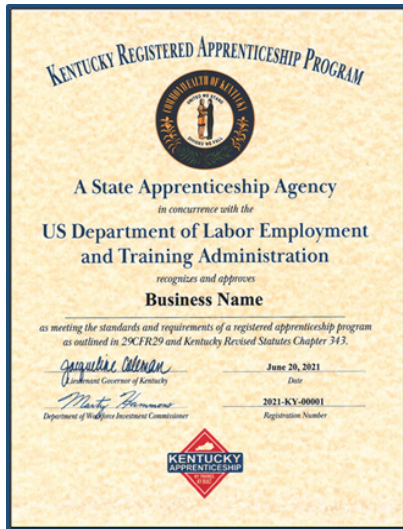 KENTUCKY REGISTERED APPRENTICESHIP PROGRAM
COMMONWEALTH OF KENTUCKY
UNITED WE STAND
DIVIDED WE FALL
A State Apprenticeship Agency
in concurrence with the
US Department of Labor Employment
and Training Administration
recognizes and approves
Business Name
as meeting the standards and requirements of a registered apprenticeship program
as outlined in 29CFR29 and Kentucky Revised Statutes Chapter 343.
Jacqueline Coleman June 20, 2021
Lieutenant Governor of Kentucky Date
Marty Hammons 2021-KY-00001
Department of Workforce Investment Commissioner Registration Number
KENTUCKY
APPRENTICESHIP